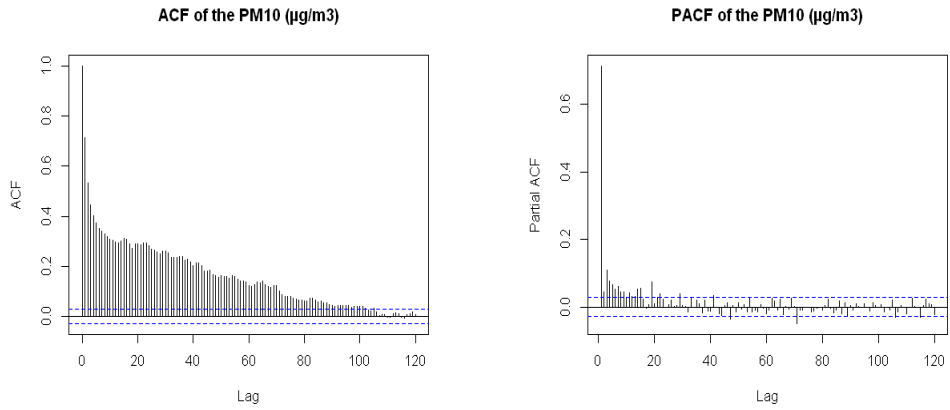 ACF of the PM10 (µg/m3)
ACF
0.0 0.2 0.4 0.6 0.8 1.0
0 20 40 60 80 100 120
Lag
PACF of the PM10 (µg/m3)
Partial ACF
0.0 0.2 0.4 0.6
0 20 40 60 80 100 120
Lag